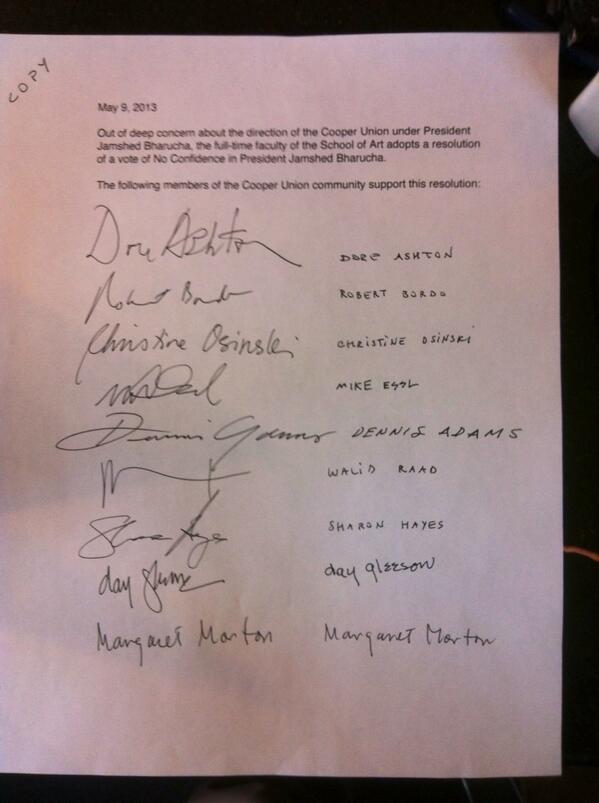 COPY
May 9, 2013
Out of deep concern about the direction of the Cooper Union under President
Jamshed Bharucha, the full-time faculty of the School of Art adopts a resolution
of a vote of No Confidence in President Jamshed Bharucha.
The following members of the Cooper Union community support this resolution:
Dore Ashton DORE ASHTON
Robert Bordo ROBERT BORDO
Christine Osinski CHRISTINE OSINSKI
MIKE ESSL
Dennis Adams DENNIS ADAMS
WALID RAAD
Sharon Hayes SHARON HAYES
day gleeson day gleeson
Margaret Morton Margaret Morton